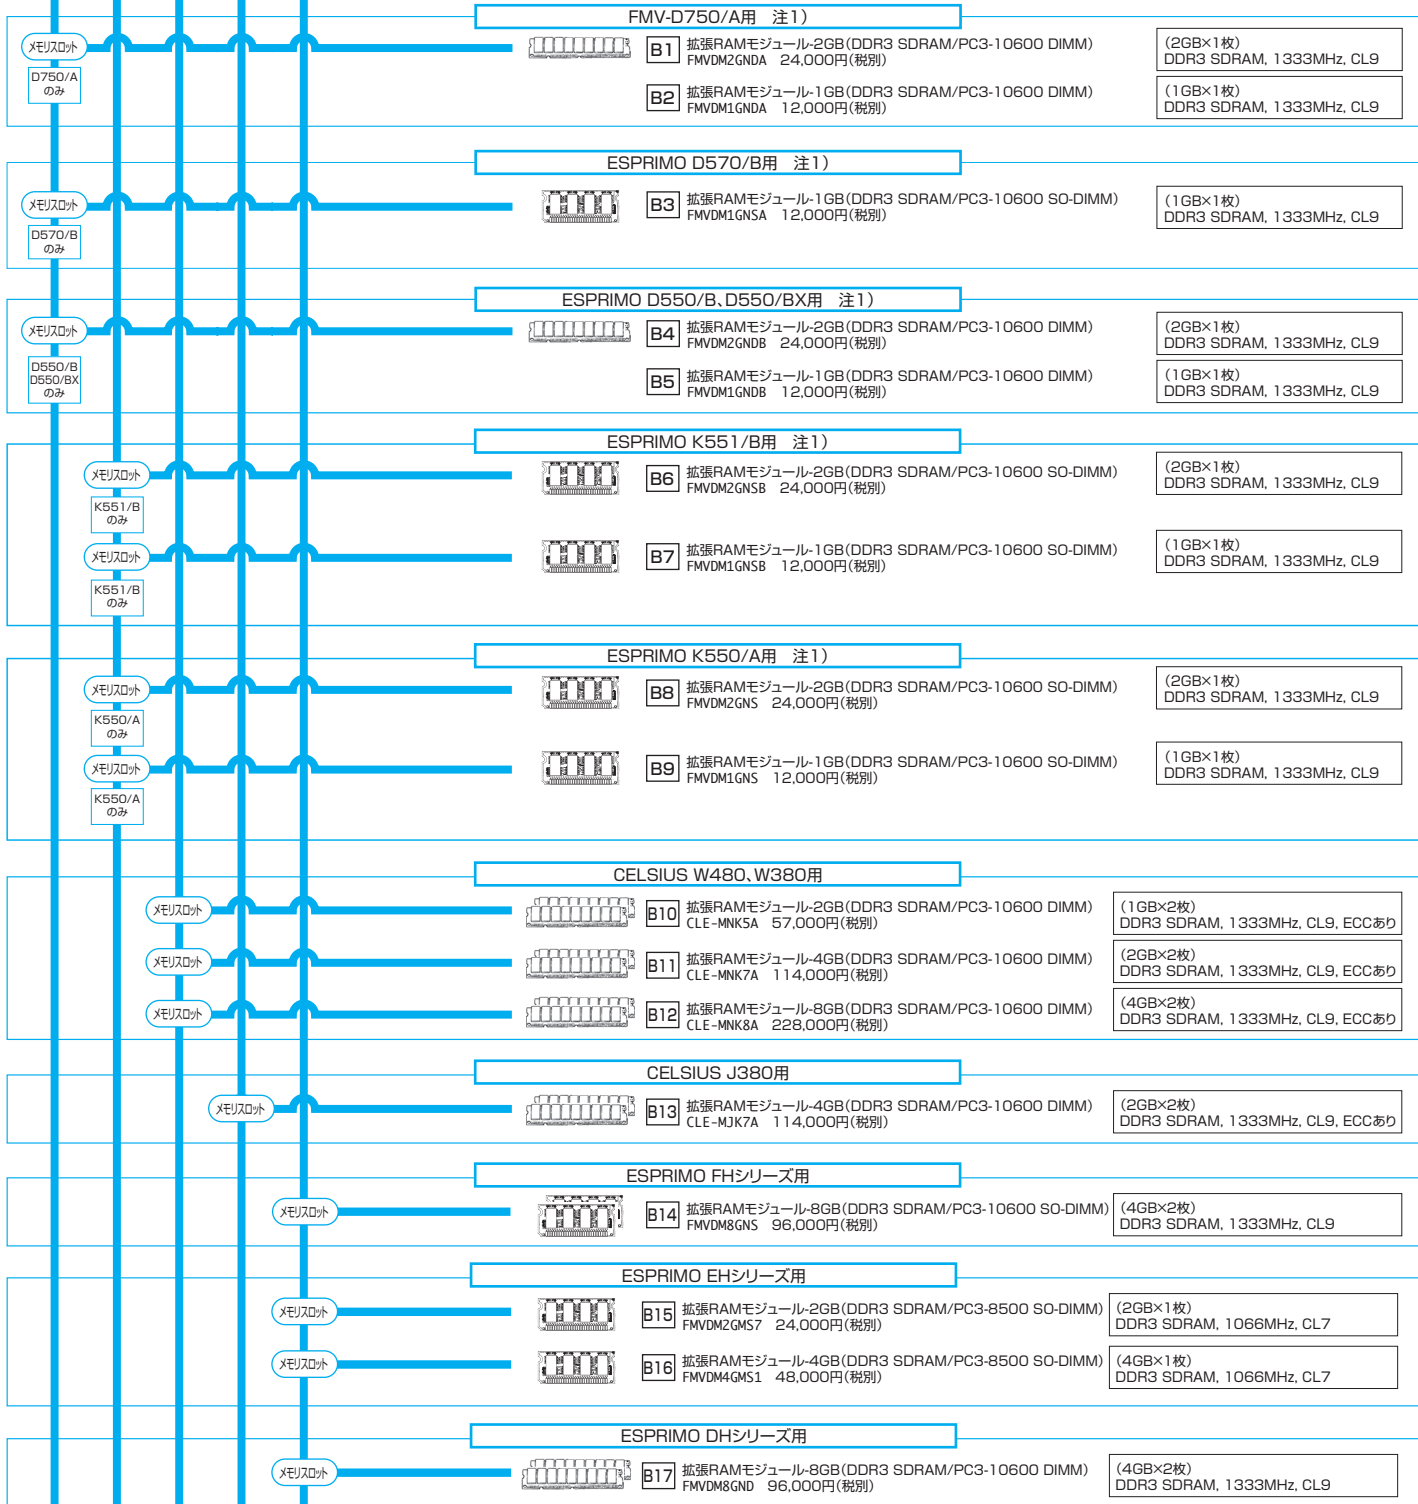 FMV-D750/A用　注1）
メモリスロット
D750/A
のみ
B1
拡張RAMモジュール-2GB（DDR3 SDRAM/PC3-10600 DIMM）
FMVDM2GNDA　24,000円（税別）
（2GB×1枚）
DDR3 SDRAM, 1333MHz, CL9
B2
拡張RAMモジュール-1GB（DDR3 SDRAM/PC3-10600 DIMM）
FMVDM1GNDA　12,000円（税別）
（1GB×1枚）
DDR3 SDRAM, 1333MHz, CL9
ESPRIMO D570/B用　注1）
メモリスロット
D570/B
のみ
B3
拡張RAMモジュール-1GB（DDR3 SDRAM/PC3-10600 SO-DIMM）
FMVDM1GNSA　12,000円（税別）
（1GB×1枚）
DDR3 SDRAM, 1333MHz, CL9
ESPRIMO D550/B、D550/BX用　注1）
メモリスロット
D550/B
D550/BX
のみ
B4
拡張RAMモジュール-2GB（DDR3 SDRAM/PC3-10600 DIMM）
FMVDM2GNDB　24,000円（税別）
（2GB×1枚）
DDR3 SDRAM, 1333MHz, CL9
B5
拡張RAMモジュール-1GB（DDR3 SDRAM/PC3-10600 DIMM）
FMVDM1GNDB　12,000円（税別）
（1GB×1枚）
DDR3 SDRAM, 1333MHz, CL9
ESPRIMO K551/B用　注1）
メモリスロット
K551/B
のみ
B6
拡張RAMモジュール-2GB（DDR3 SDRAM/PC3-10600 SO-DIMM）
FMVDM2GNSB　24,000円（税別）
（2GB×1枚）
DDR3 SDRAM, 1333MHz, CL9
メモリスロット
K551/B
のみ
B7
拡張RAMモジュール-1GB（DDR3 SDRAM/PC3-10600 SO-DIMM）
FMVDM1GNSB　12,000円（税別）
（1GB×1枚）
DDR3 SDRAM, 1333MHz, CL9
ESPRIMO K550/A用　注1）
メモリスロット
K550/A
のみ
B8
拡張RAMモジュール-2GB（DDR3 SDRAM/PC3-10600 SO-DIMM）
FMVDM2GNS　24,000円（税別）
（2GB×1枚）
DDR3 SDRAM, 1333MHz, CL9
メモリスロット
K550/A
のみ
B9
拡張RAMモジュール-1GB（DDR3 SDRAM/PC3-10600 SO-DIMM）
FMVDM1GNS　12,000円（税別）
（1GB×1枚）
DDR3 SDRAM, 1333MHz, CL9
CELSIUS W480、W380用
メモリスロット
B10
拡張RAMモジュール-2GB（DDR3 SDRAM/PC3-10600 DIMM）
CLE-MNK5A　57,000円（税別）
（1GB×2枚）
DDR3 SDRAM, 1333MHz, CL9, ECCあり
メモリスロット
B11
拡張RAMモジュール-4GB（DDR3 SDRAM/PC3-10600 DIMM）
CLE-MNK7A　114,000円（税別）
（2GB×2枚）
DDR3 SDRAM, 1333MHz, CL9, ECCあり
メモリスロット
B12
拡張RAMモジュール-8GB（DDR3 SDRAM/PC3-10600 DIMM）
CLE-MNK8A　228,000円（税別）
（4GB×2枚）
DDR3 SDRAM, 1333MHz, CL9, ECCあり
CELSIUS J380用
メモリスロット
B13
拡張RAMモジュール-4GB（DDR3 SDRAM/PC3-10600 DIMM）
CLE-MJK7A　114,000円（税別）
（2GB×2枚）
DDR3 SDRAM, 1333MHz, CL9, ECCあり
ESPRIMO FHシリーズ用
メモリスロット
B14
拡張RAMモジュール-8GB（DDR3 SDRAM/PC3-10600 SO-DIMM）
FMVDM8GNS　96,000円（税別）
（4GB×2枚）
DDR3 SDRAM, 1333MHz, CL9
ESPRIMO EHシリーズ用
メモリスロット
B15
拡張RAMモジュール-2GB（DDR3 SDRAM/PC3-8500 SO-DIMM）
FMVDM2GMS7　24,000円（税別）
（2GB×1枚）
DDR3 SDRAM, 1066MHz, CL7
メモリスロット
B16
拡張RAMモジュール-4GB（DDR3 SDRAM/PC3-8500 SO-DIMM）
FMVDM4GMS1　48,000円（税別）
（4GB×1枚）
DDR3 SDRAM, 1066MHz, CL7
ESPRIMO DHシリーズ用
メモリスロット
B17
拡張RAMモジュール-8GB（DDR3 SDRAM/PC3-10600 DIMM）
FMVDM8GND　96,000円（税別）
（4GB×2枚）
DDR3 SDRAM, 1333MHz, CL9